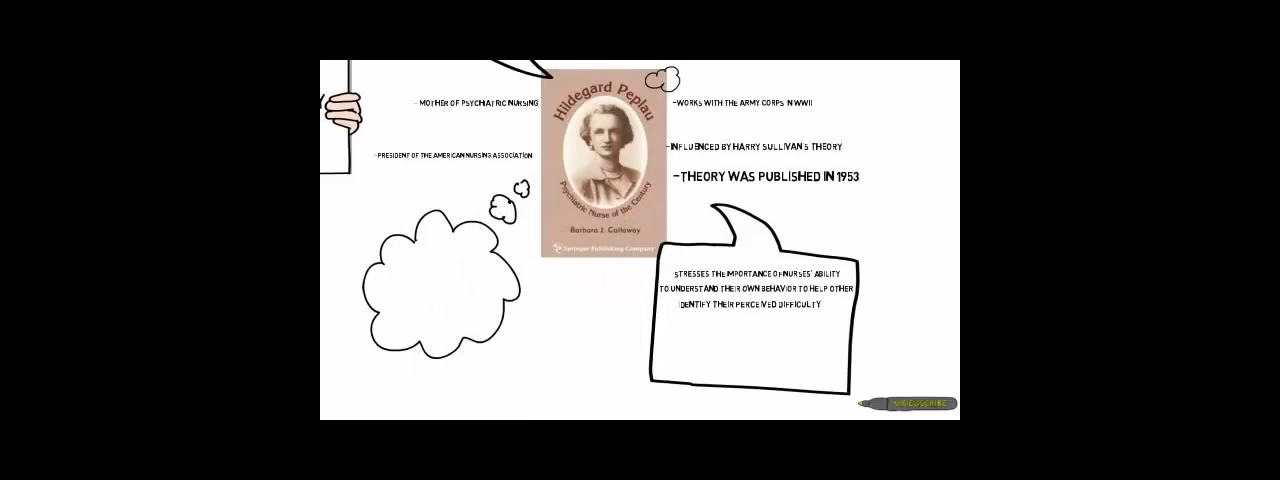 - MOTHER OF PSYCHIATRIC NURSING
-PRESIDENT OF THE AMERICAN NURSING ASSOCIATION
Hildegard Peplau
Psychiatric Nurse of the Century
Barbara J. Callaway
Springer Publishing Company
-WORKS WITH THE ARMY CORPS IN WWII
-INFLUENCED BY HARRY SULLIVAN'S THEORY
-THEORY WAS PUBLISHED IN 1953
STRESSES THE IMPORTANCE OF NURSES' ABILITY
TO UNDERSTAND THEIR OWN BEHAVIOR TO HELP OTHER
IDENTIFY THEIR PERCEIVED DIFFICULTY
VIDEOSCRIBE